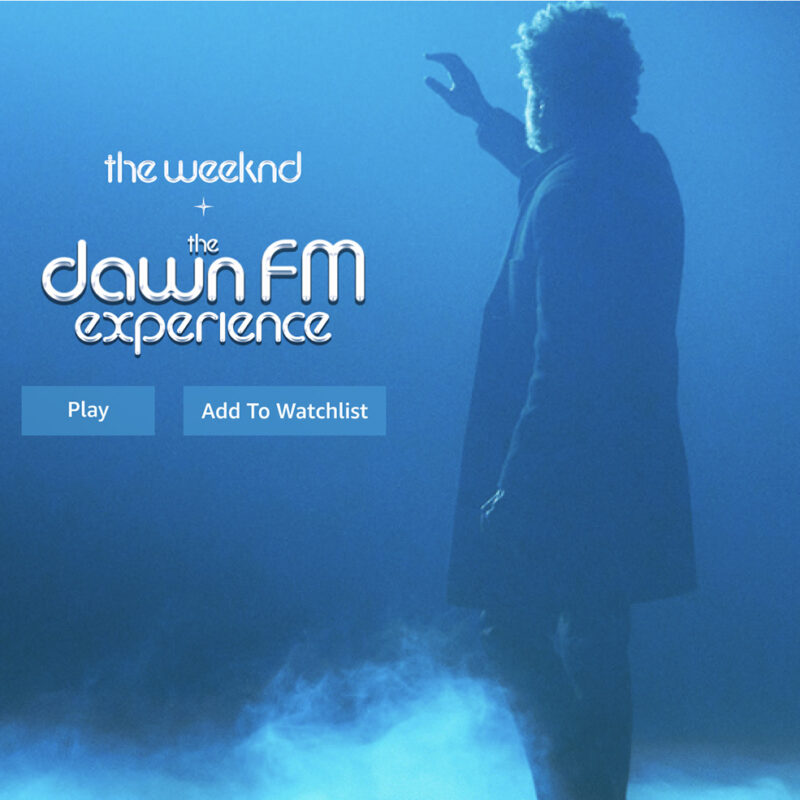 the weeknd
the
dawn FM
experience
Play
Add To Watchlist